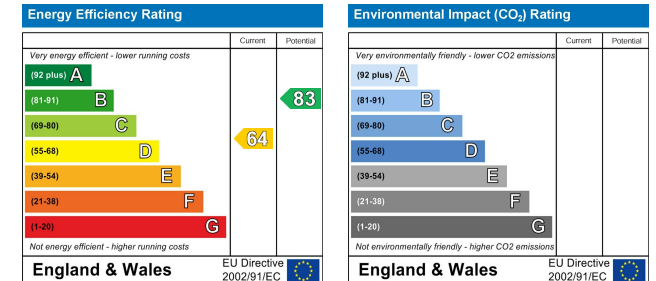 Energy Efficiency Rating
Current Potential
Very energy efficient - lower running costs
(92 plus) A
(81-91) B
83
(69-80) C
64
(55-68) D
(39-54) E
(21-38) F
(1-20) G
Not energy efficient - higher running costs
England & Wales
EU Directive
2002/91/EC
Environmental Impact (CO₂) Rating
Current Potential
Very environmentally friendly - lower CO2 emissions
(92 plus) A
(81-91) B
(69-80) C
(55-68) D
(39-54) E
(21-38) F
(1-20) G
Not environmentally friendly - higher CO2 emissions
England & Wales
EU Directive
2002/91/EC